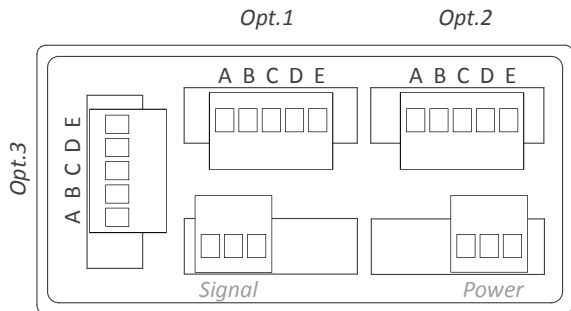 Opt.1
Opt.2
A B C D E
A B C D E
Opt.3
A B C D E
Signal
Power